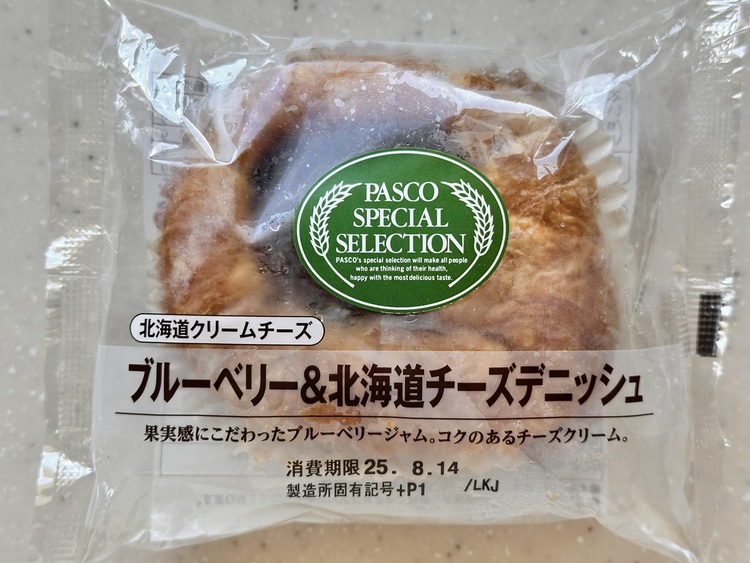 PASCO
SPECIAL
SELECTION
PASCO's special selection will make all people
who are thinking of their health,
happy with the most delicious taste.
北海道クリームチーズ
ブルーベリー&北海道チーズデニッシュ
果実感にこだわったブルーベリージャム。コクのあるチーズクリーム。
消費期限 25. 8.14
製造所固有記号+P1 /LKJ